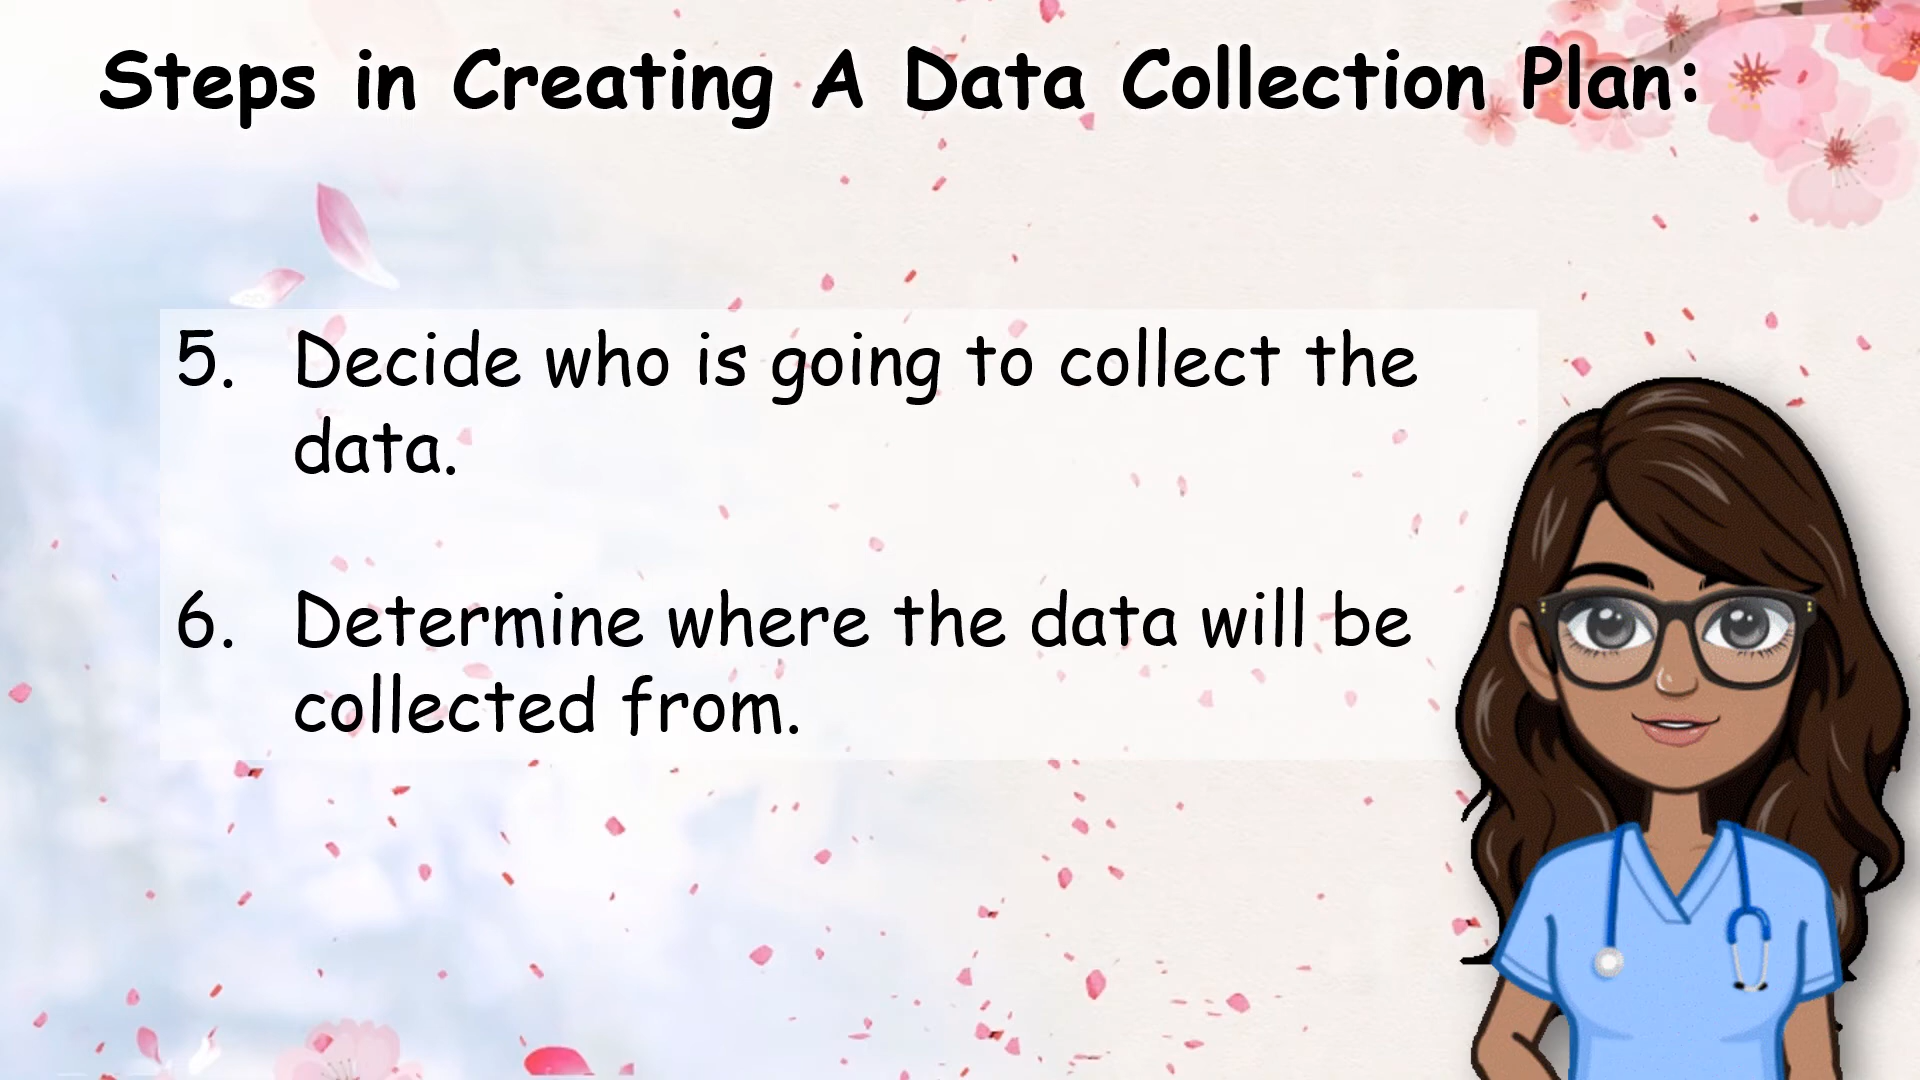 Steps in Creating A Data Collection Plan:
5. Decide who is going to collect the
data.
6. Determine where the data will be
collected from.